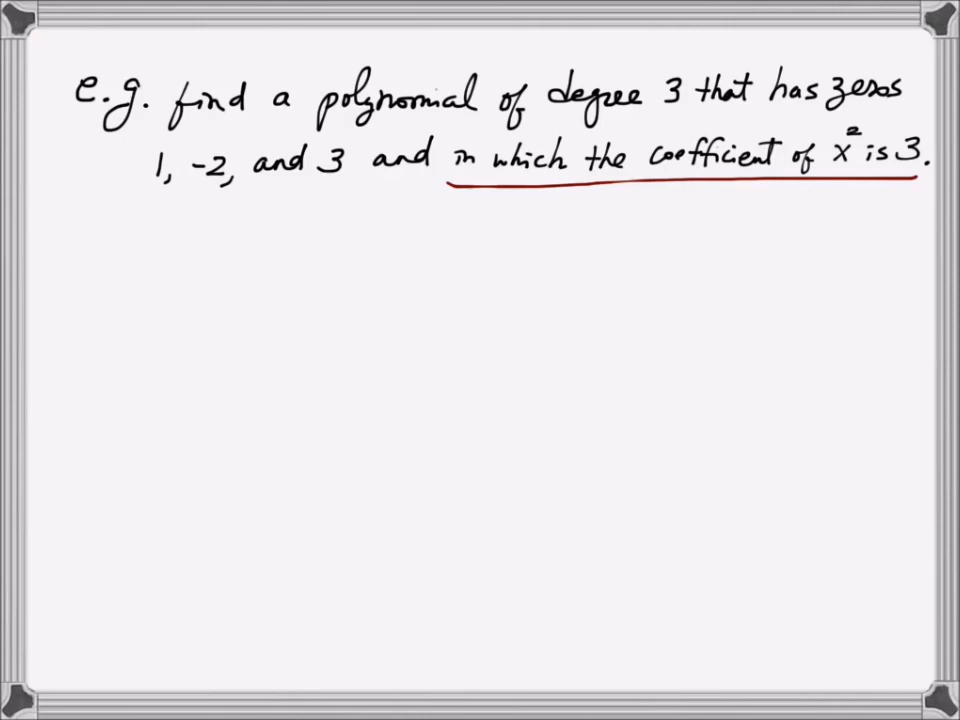 e.g. find a polynomial of degree 3 that has zeros
1, -2, and 3 and in which the coefficient of x² is 3.